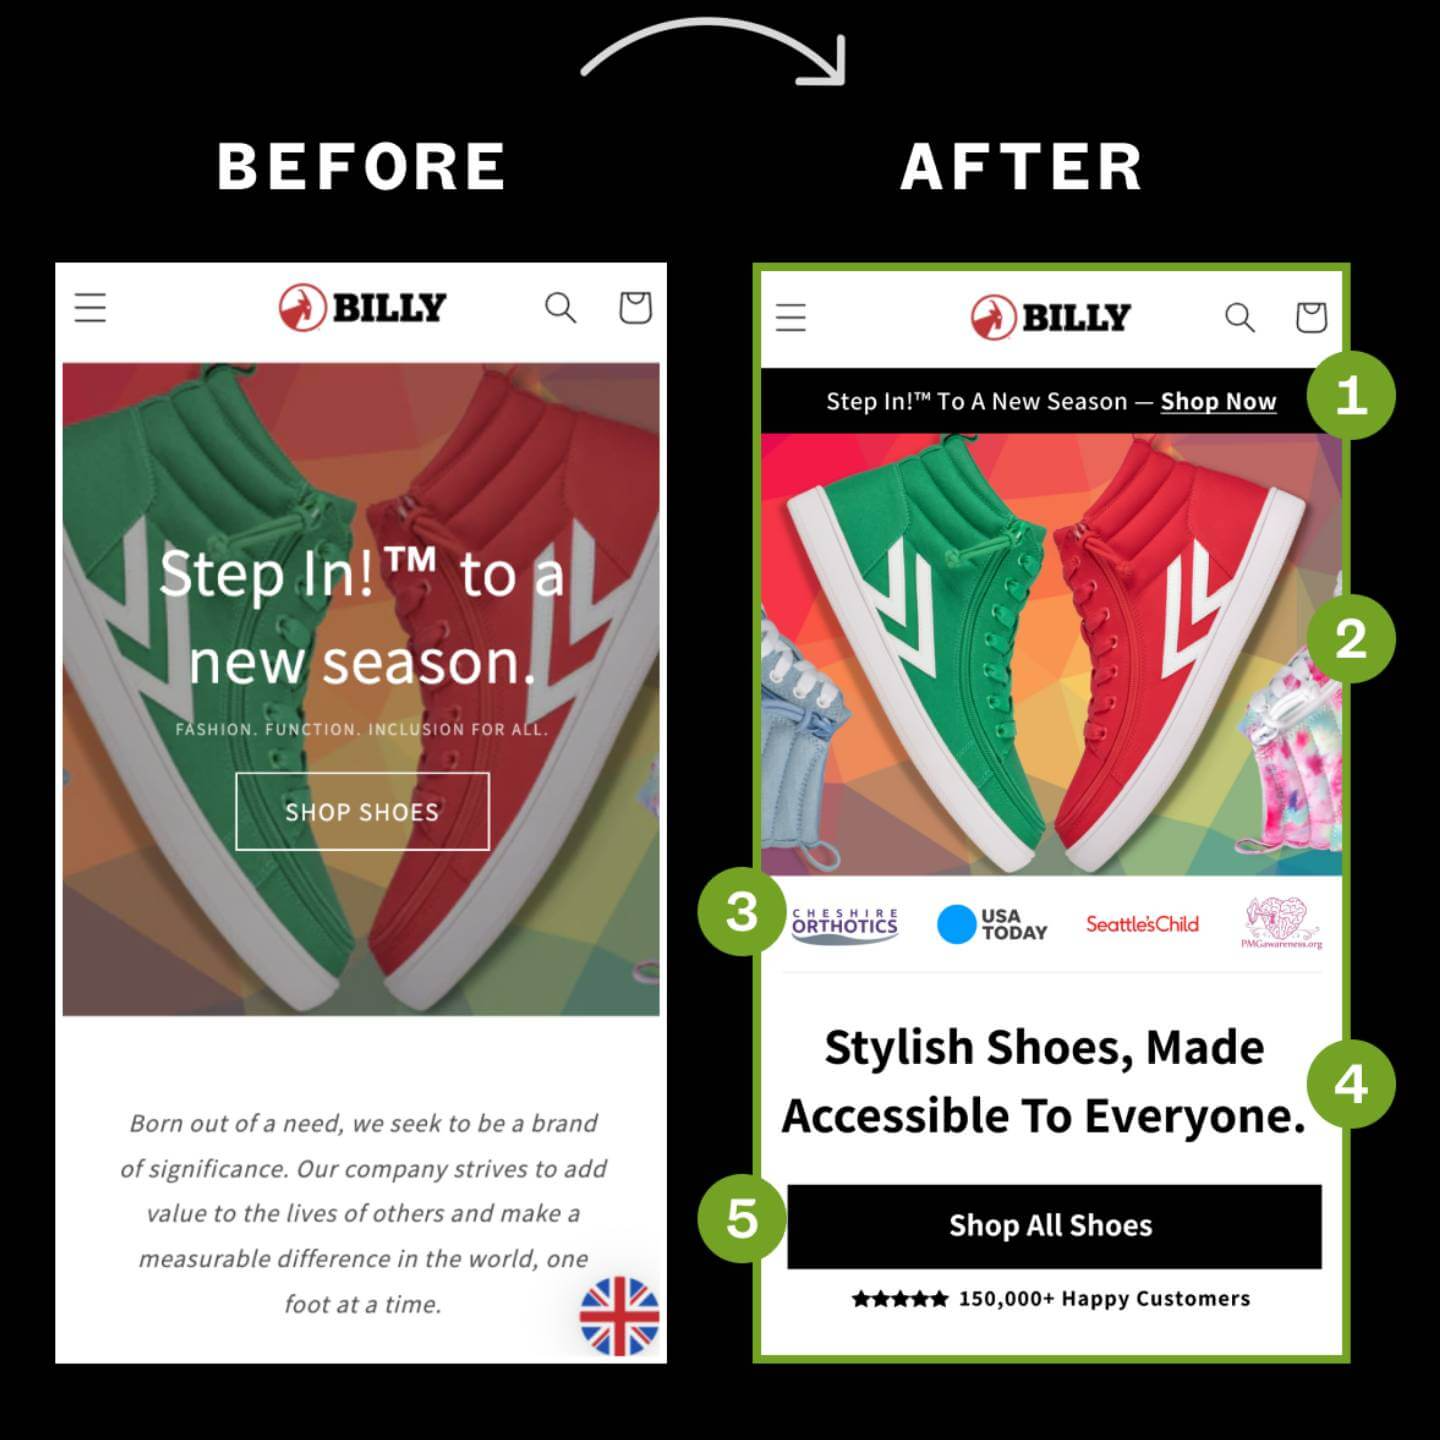 BEFORE
AFTER
BILLY
Step In!™ to a
new season.
FASHION. FUNCTION. INCLUSION FOR ALL.
SHOP SHOES
Born out of a need, we seek to be a brand
of significance. Our company strives to add
value to the lives of others and make a
measurable difference in the world, one
foot at a time.
BILLY
Step In!™ To A New Season — Shop Now
1
2
3
CHESHIRE
ORTHOTICS
USA
TODAY
Seattle'sChild
PMGawareness.org
Stylish Shoes, Made
Accessible To Everyone.
4
5
Shop All Shoes
★★★★★ 150,000+ Happy Customers